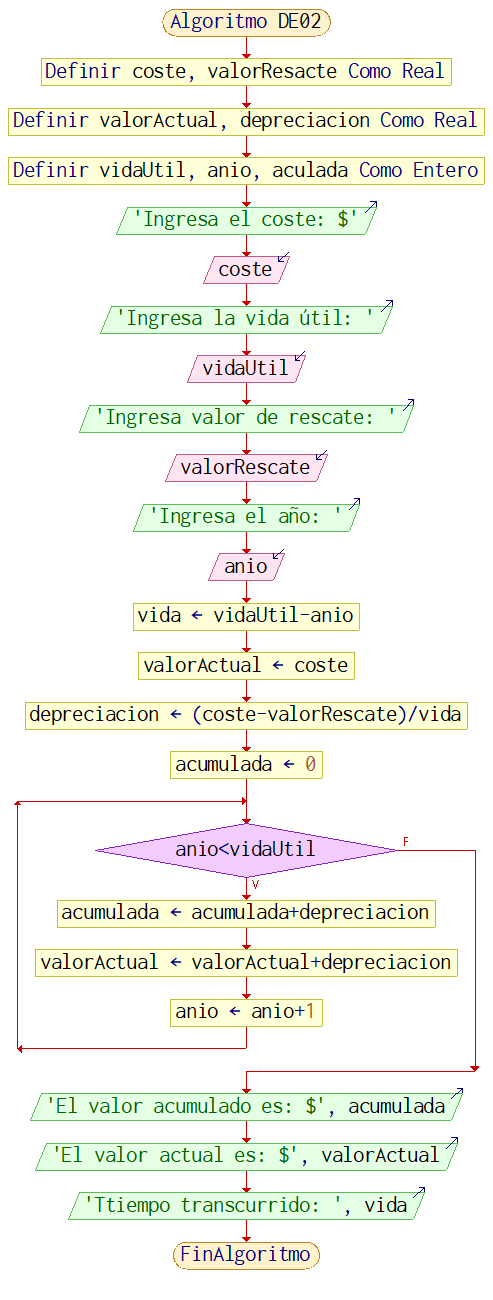 Algoritmo DE02
Definir coste, valorResacte Como Real
Definir valorActual, depreciacion Como Real
Definir vidaUtil, anio, aculada Como Entero
'Ingresa el coste: $'
coste
'Ingresa la vida útil: '
vidaUtil
'Ingresa valor de rescate: '
valorRescate
'Ingresa el año: '
anio
vida ← vidaUtil-anio
valorActual ← coste
depreciacion ← (coste-valorRescate)/vida
acumulada ← 0
anio<vidaUtil
F
V
acumulada ← acumulada+depreciacion
valorActual ← valorActual+depreciacion
anio ← anio+1
'El valor acumulado es: $', acumulada
'El valor actual es: $', valorActual
'Ttiempo transcurrido: ', vida
FinAlgoritmo